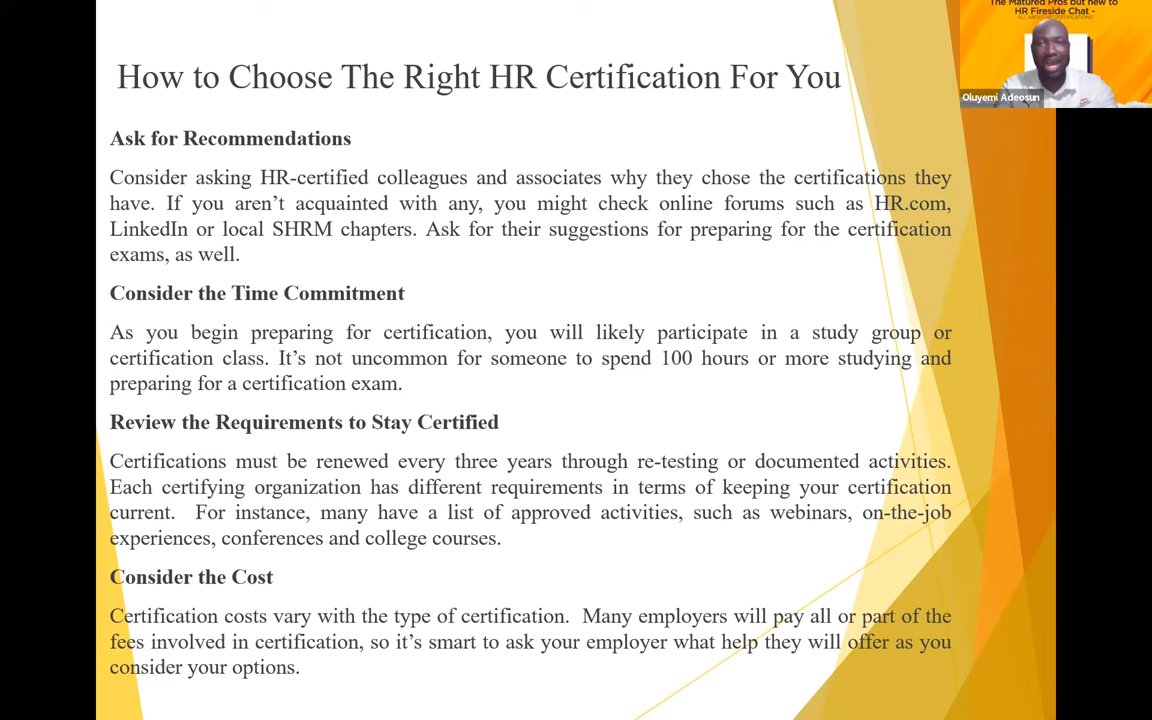 How to Choose The Right HR Certification For You
The Matured Pros but new to
HR Fireside Chat -
ALL ABOUT CERTIFICATIONS!
Oluyemi Adeosun
Ask for Recommendations
Consider asking HR-certified colleagues and associates why they chose the certifications they
have. If you aren’t acquainted with any, you might check online forums such as HR.com,
LinkedIn or local SHRM chapters. Ask for their suggestions for preparing for the certification
exams, as well.
Consider the Time Commitment
As you begin preparing for certification, you will likely participate in a study group or
certification class. It’s not uncommon for someone to spend 100 hours or more studying and
preparing for a certification exam.
Review the Requirements to Stay Certified
Certifications must be renewed every three years through re-testing or documented activities.
Each certifying organization has different requirements in terms of keeping your certification
current.  For instance, many have a list of approved activities, such as webinars, on-the-job
experiences, conferences and college courses.
Consider the Cost
Certification costs vary with the type of certification.  Many employers will pay all or part of the
fees involved in certification, so it’s smart to ask your employer what help they will offer as you
consider your options.